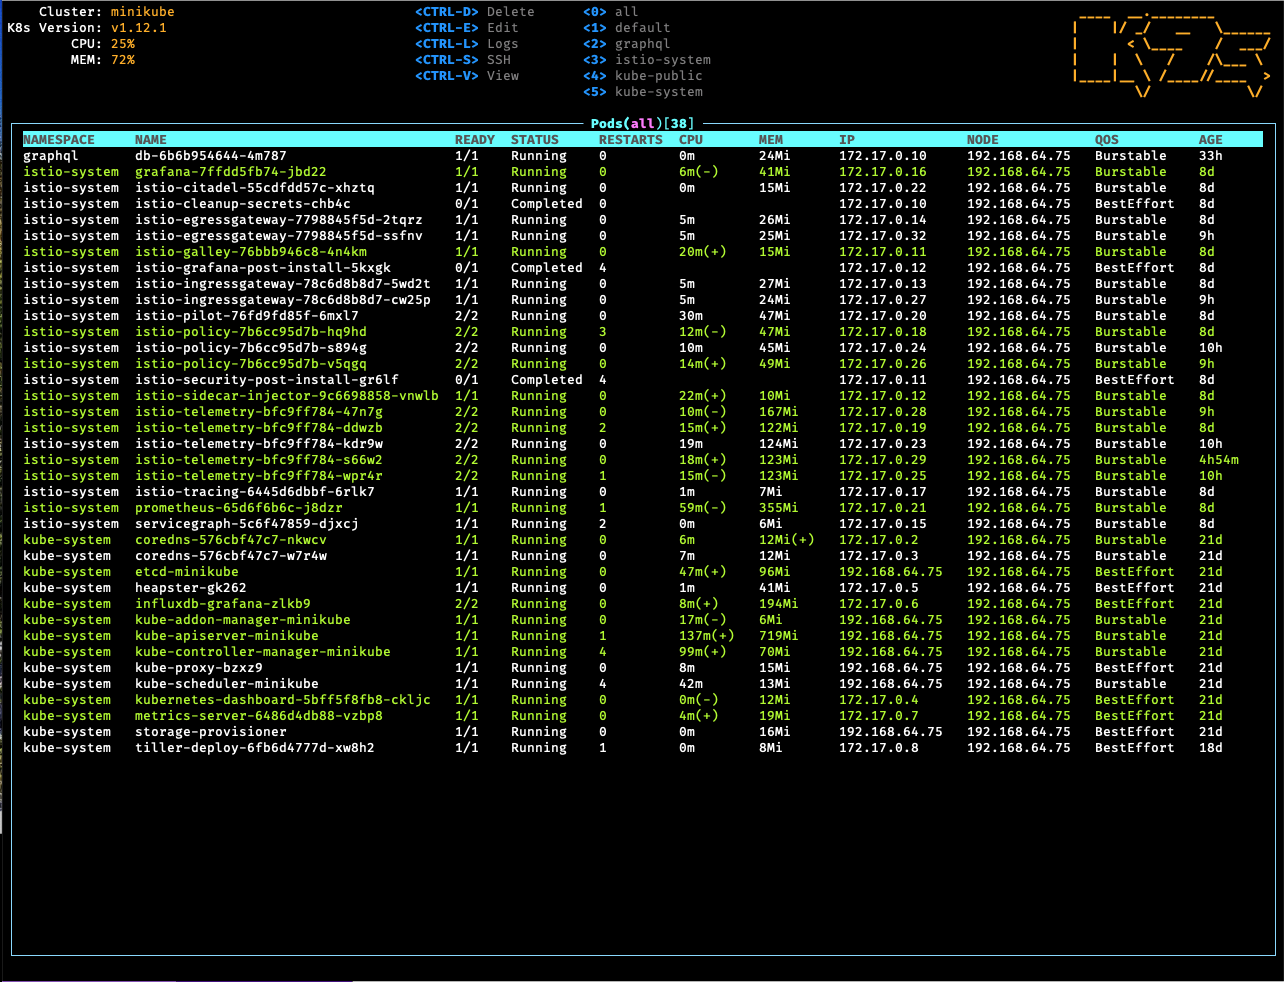 Cluster: minikube <CTRL-D> Delete <0> all
K8s Version: v1.12.1 <CTRL-E> Edit <1> default
CPU: 25% <CTRL-L> Logs <2> graphql
MEM: 72% <CTRL-S> SSH <3> istio-system
<CTRL-V> View <4> kube-public
<5> kube-system
K9s
Pods(all)[38]
NAMESPACE NAME READY STATUS RESTARTS CPU MEM IP NODE QOS AGE
graphql db-6b6b954644-4m787 1/1 Running 0 0m 24Mi 172.17.0.10 192.168.64.75 Burstable 33h
istio-system grafana-7ffdd5fb74-jbd22 1/1 Running 0 6m(-) 41Mi 172.17.0.16 192.168.64.75 Burstable 8d
istio-system istio-citadel-55cdfdd57c-xhztq 1/1 Running 0 0m 15Mi 172.17.0.22 192.168.64.75 Burstable 8d
istio-system istio-cleanup-secrets-chb4c 0/1 Completed 0 172.17.0.10 192.168.64.75 BestEffort 8d
istio-system istio-egressgateway-7798845f5d-2tqrz 1/1 Running 0 5m 26Mi 172.17.0.14 192.168.64.75 Burstable 8d
istio-system istio-egressgateway-7798845f5d-ssfnv 1/1 Running 0 5m 25Mi 172.17.0.32 192.168.64.75 Burstable 9h
istio-system istio-galley-76bbb946c8-4n4km 1/1 Running 0 20m(+) 15Mi 172.17.0.11 192.168.64.75 Burstable 8d
istio-system istio-grafana-post-install-5kxgk 0/1 Completed 4 172.17.0.12 192.168.64.75 BestEffort 8d
istio-system istio-ingressgateway-78c6d8b8d7-5wd2t 1/1 Running 0 5m 27Mi 172.17.0.13 192.168.64.75 Burstable 8d
istio-system istio-ingressgateway-78c6d8b8d7-cw25p 1/1 Running 0 5m 24Mi 172.17.0.27 192.168.64.75 Burstable 9h
istio-system istio-pilot-76fd9fd85f-6mxl7 2/2 Running 0 30m 47Mi 172.17.0.20 192.168.64.75 Burstable 8d
istio-system istio-policy-7b6cc95d7b-hq9hd 2/2 Running 3 12m(-) 47Mi 172.17.0.18 192.168.64.75 Burstable 8d
istio-system istio-policy-7b6cc95d7b-s894g 2/2 Running 0 10m 45Mi 172.17.0.24 192.168.64.75 Burstable 10h
istio-system istio-policy-7b6cc95d7b-v5qgq 2/2 Running 0 14m(+) 49Mi 172.17.0.26 192.168.64.75 Burstable 9h
istio-system istio-security-post-install-gr6lf 0/1 Completed 4 172.17.0.11 192.168.64.75 BestEffort 8d
istio-system istio-sidecar-injector-9c6698858-vnwlb 1/1 Running 0 22m(+) 10Mi 172.17.0.12 192.168.64.75 Burstable 8d
istio-system istio-telemetry-bfc9ff784-47n7g 2/2 Running 0 10m(-) 167Mi 172.17.0.28 192.168.64.75 Burstable 9h
istio-system istio-telemetry-bfc9ff784-ddwzb 2/2 Running 2 15m(+) 122Mi 172.17.0.19 192.168.64.75 Burstable 8d
istio-system istio-telemetry-bfc9ff784-kdr9w 2/2 Running 0 19m 124Mi 172.17.0.23 192.168.64.75 Burstable 10h
istio-system istio-telemetry-bfc9ff784-s66w2 2/2 Running 0 18m(+) 123Mi 172.17.0.29 192.168.64.75 Burstable 4h54m
istio-system istio-telemetry-bfc9ff784-wpr4r 2/2 Running 1 15m(-) 123Mi 172.17.0.25 192.168.64.75 Burstable 10h
istio-system istio-tracing-6445d6dbbf-6rlk7 1/1 Running 0 1m 7Mi 172.17.0.17 192.168.64.75 Burstable 8d
istio-system prometheus-65d6f6b6c-j8dzr 1/1 Running 1 59m(-) 355Mi 172.17.0.21 192.168.64.75 Burstable 8d
istio-system servicegraph-5c6f47859-djxcj 1/1 Running 2 0m 6Mi 172.17.0.15 192.168.64.75 Burstable 8d
kube-system coredns-576cbf47c7-nkwcv 1/1 Running 0 6m 12Mi(+) 172.17.0.2 192.168.64.75 Burstable 21d
kube-system coredns-576cbf47c7-w7r4w 1/1 Running 0 7m 12Mi 172.17.0.3 192.168.64.75 Burstable 21d
kube-system etcd-minikube 1/1 Running 0 47m(+) 96Mi 192.168.64.75 192.168.64.75 BestEffort 21d
kube-system heapster-gk262 1/1 Running 0 1m 41Mi 172.17.0.5 192.168.64.75 BestEffort 21d
kube-system influxdb-grafana-zlkb9 2/2 Running 0 8m(+) 194Mi 172.17.0.6 192.168.64.75 BestEffort 21d
kube-system kube-addon-manager-minikube 1/1 Running 0 17m(-) 6Mi 192.168.64.75 192.168.64.75 Burstable 21d
kube-system kube-apiserver-minikube 1/1 Running 1 137m(+) 719Mi 192.168.64.75 192.168.64.75 Burstable 21d
kube-system kube-controller-manager-minikube 1/1 Running 4 99m(+) 70Mi 192.168.64.75 192.168.64.75 Burstable 21d
kube-system kube-proxy-bzxz9 1/1 Running 0 8m 15Mi 192.168.64.75 192.168.64.75 BestEffort 21d
kube-system kube-scheduler-minikube 1/1 Running 4 42m 13Mi 192.168.64.75 192.168.64.75 Burstable 21d
kube-system kubernetes-dashboard-5bff5f8fb8-ckljc 1/1 Running 0 0m(-) 12Mi 172.17.0.4 192.168.64.75 BestEffort 21d
kube-system metrics-server-6486d4db88-vzbp8 1/1 Running 0 4m(+) 19Mi 172.17.0.7 192.168.64.75 BestEffort 21d
kube-system storage-provisioner 1/1 Running 0 0m 16Mi 192.168.64.75 192.168.64.75 BestEffort 21d
kube-system tiller-deploy-6fb6d4777d-xw8h2 1/1 Running 1 0m 8Mi 172.17.0.8 192.168.64.75 BestEffort 18d